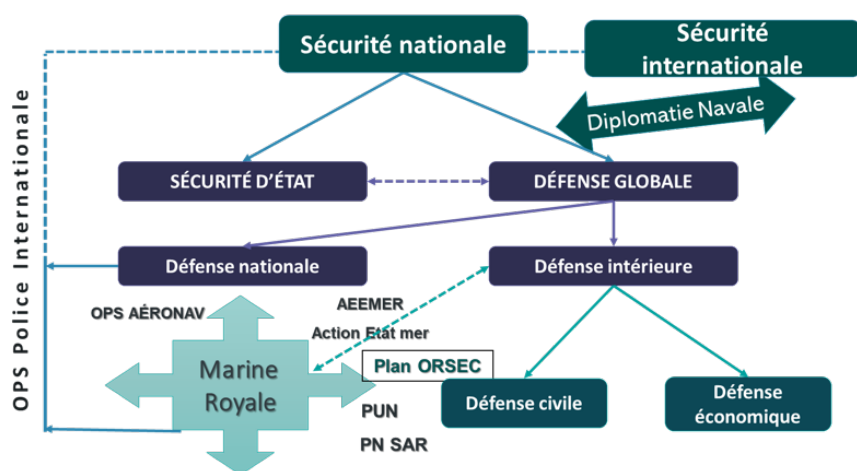 Sécurité nationale
Sécurité
internationale
Diplomatie Navale
OPS Police Internationale
SÉCURITÉ D’ÉTAT
DÉFENSE GLOBALE
Défense nationale
Défense intérieure
OPS AÉRONAV
AEEMER
Action Etat mer
Marine
Royale
Plan ORSEC
PUN
PN SAR
Défense civile
Défense
économique